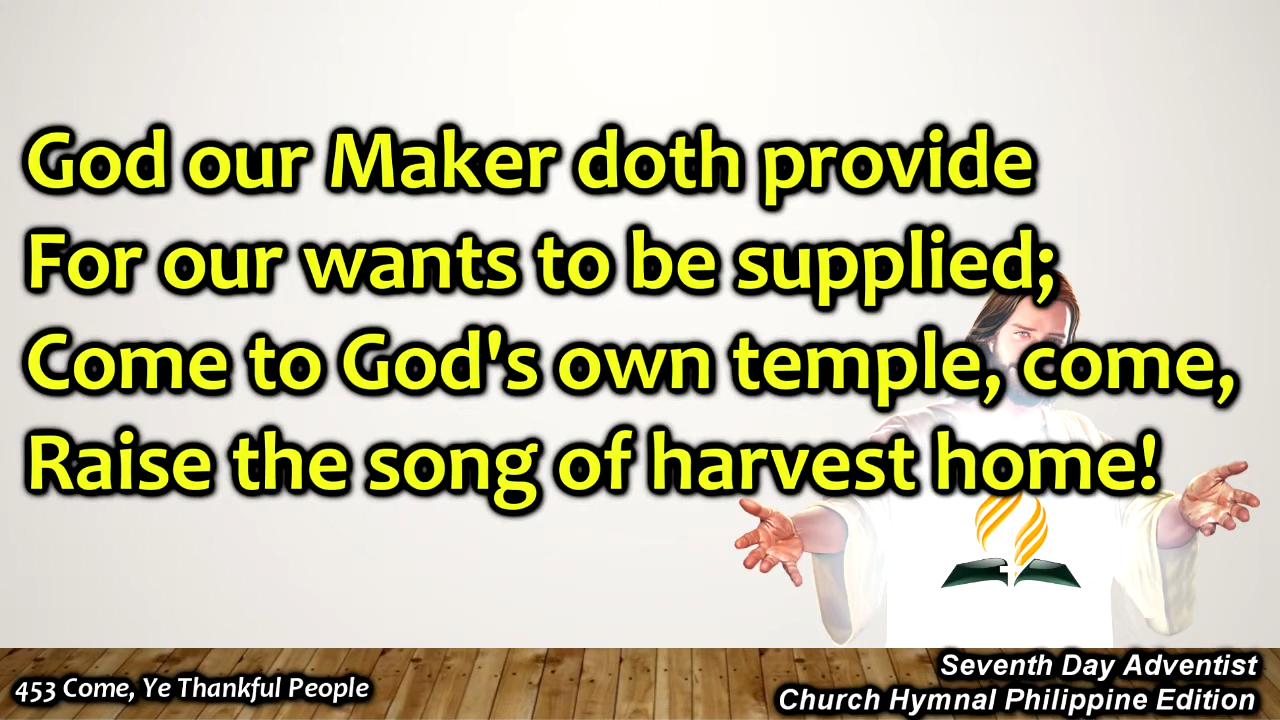 God our Maker doth provide
For our wants to be supplied;
Come to God's own temple, come,
Raise the song of harvest home!
453 Come, Ye Thankful People
Seventh Day Adventist
Church Hymnal Philippine Edition